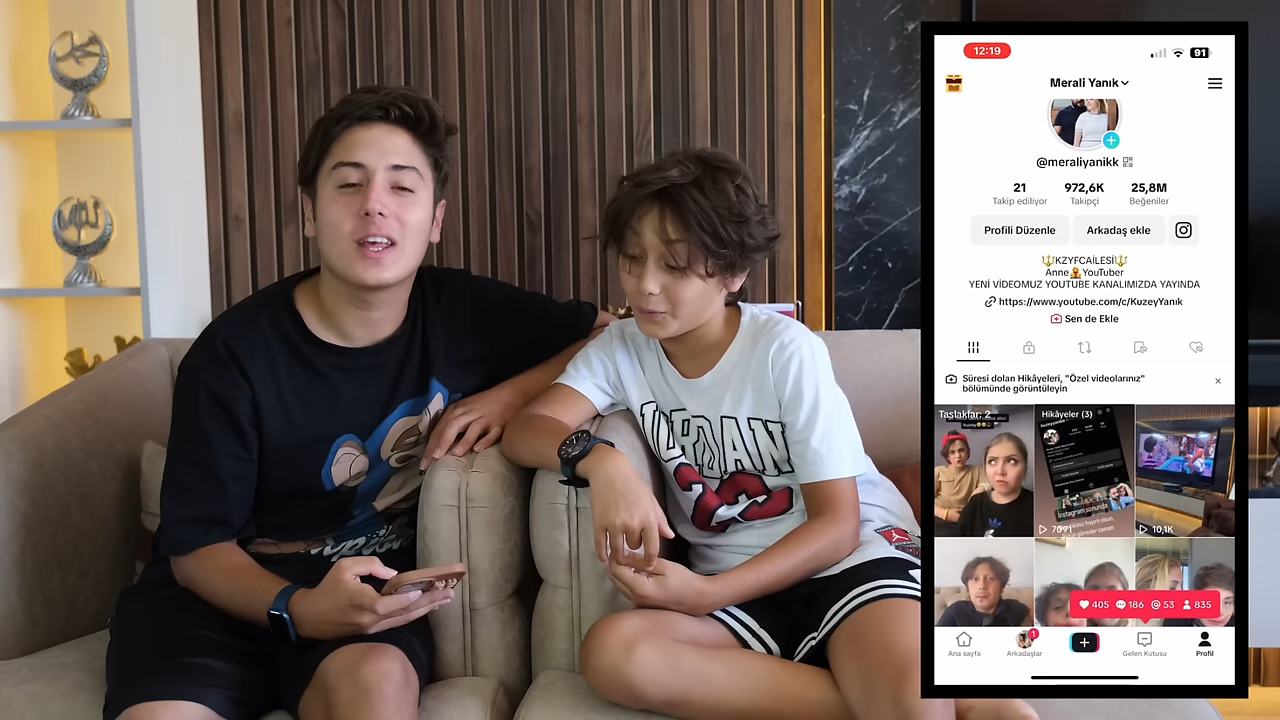 JORDAN
23
12:19
91
Merali Yanık
@meraliyanikk
21
972,6K
25,8M
Takip ediliyor
Takipçi
Beğeniler
Profili Düzenle
Arkadaş ekle
🔱KZYFCAİLESİ🔱
Anne🤱YouTuber
YENİ VİDEOMUZ YOUTUBE KANALIMIZDA YAYINDA
https://www.youtube.com/c/KuzeyYanık
Sen de Ekle
Süresi dolan Hikâyeleri, "Özel videolarınız"
bölümünde görüntüleyin
Taslaklar: 2
Hikâyeler (3)
Instagram sonunda
7091
10,1K
405
186
53
835
1
Ana sayfa
Arkadaşlar
Gelen Kutusu
Profil